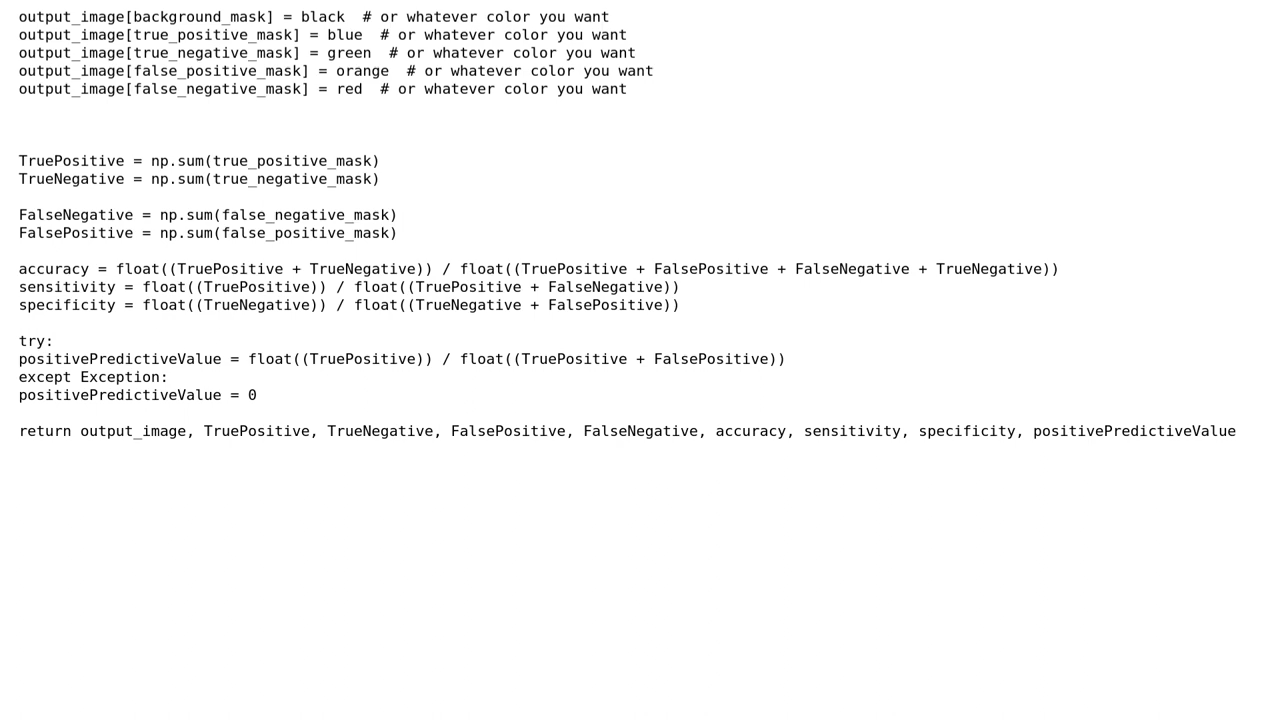 output_image[background_mask] = black  # or whatever color you want
output_image[true_positive_mask] = blue  # or whatever color you want
output_image[true_negative_mask] = green  # or whatever color you want
output_image[false_positive_mask] = orange  # or whatever color you want
output_image[false_negative_mask] = red  # or whatever color you want
TruePositive = np.sum(true_positive_mask)
TrueNegative = np.sum(true_negative_mask)
FalseNegative = np.sum(false_negative_mask)
FalsePositive = np.sum(false_positive_mask)
accuracy = float((TruePositive + TrueNegative)) / float((TruePositive + FalsePositive + FalseNegative + TrueNegative))
sensitivity = float((TruePositive)) / float((TruePositive + FalseNegative))
specificity = float((TrueNegative)) / float((TrueNegative + FalsePositive))
try:
positivePredictiveValue = float((TruePositive)) / float((TruePositive + FalsePositive))
except Exception:
positivePredictiveValue = 0
return output_image, TruePositive, TrueNegative, FalsePositive, FalseNegative, accuracy, sensitivity, specificity, positivePredictiveValue